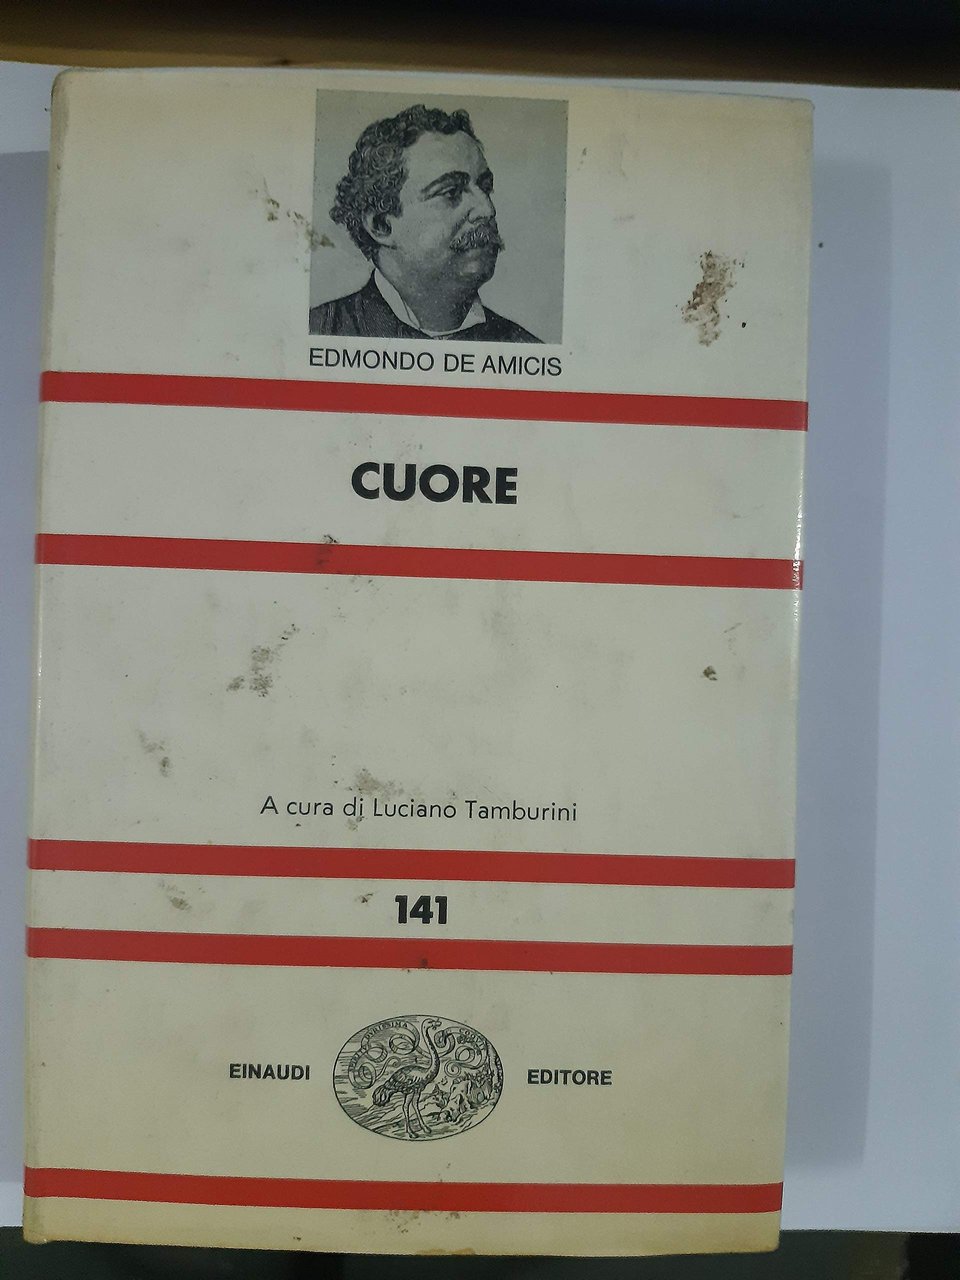 EDMONDO DE AMICIS
CUORE
A cura di Luciano Tamburini
141
EINAUDI
EDITORE